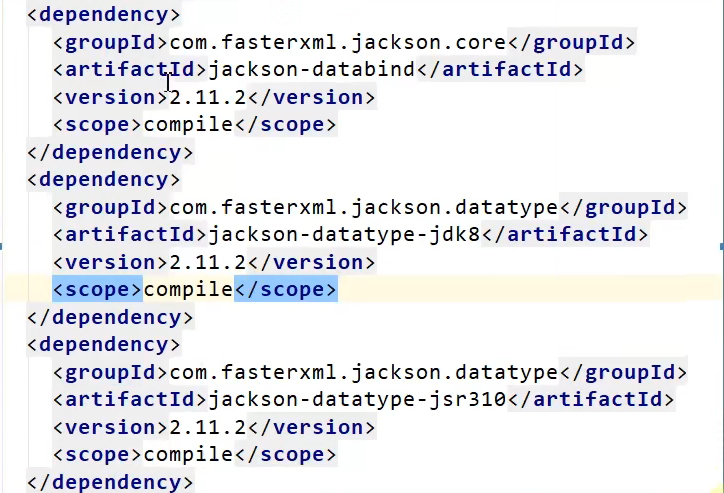 <dependency>
<groupId>com.fasterxml.jackson.core</groupId>
<artifactId>jackson-databind</artifactId>
<version>2.11.2</version>
<scope>compile</scope>
</dependency>
<dependency>
<groupId>com.fasterxml.jackson.datatype</groupId>
<artifactId>jackson-datatype-jdk8</artifactId>
<version>2.11.2</version>
<scope>compile</scope>
</dependency>
<dependency>
<groupId>com.fasterxml.jackson.datatype</groupId>
<artifactId>jackson-datatype-jsr310</artifactId>
<version>2.11.2</version>
<scope>compile</scope>
</dependency>